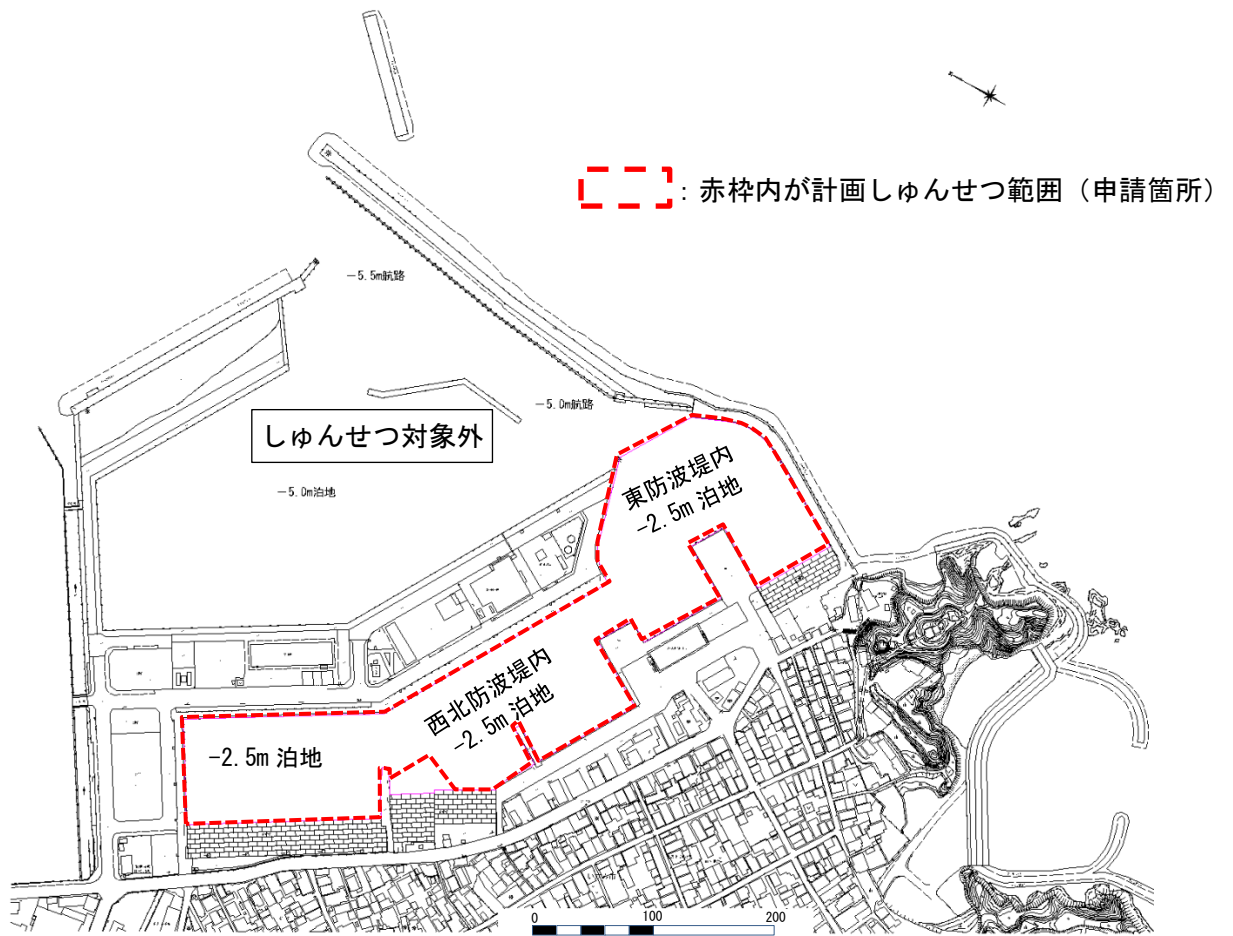 ：赤枠内が計画しゅんせつ範囲（申請箇所）
－5.5m航路
－5.0m航路
しゅんせつ対象外
－5.0m泊地
東防波堤内
-2.5m 泊地
西北防波堤内
-2.5m 泊地
-2.5m 泊地
0 100 200